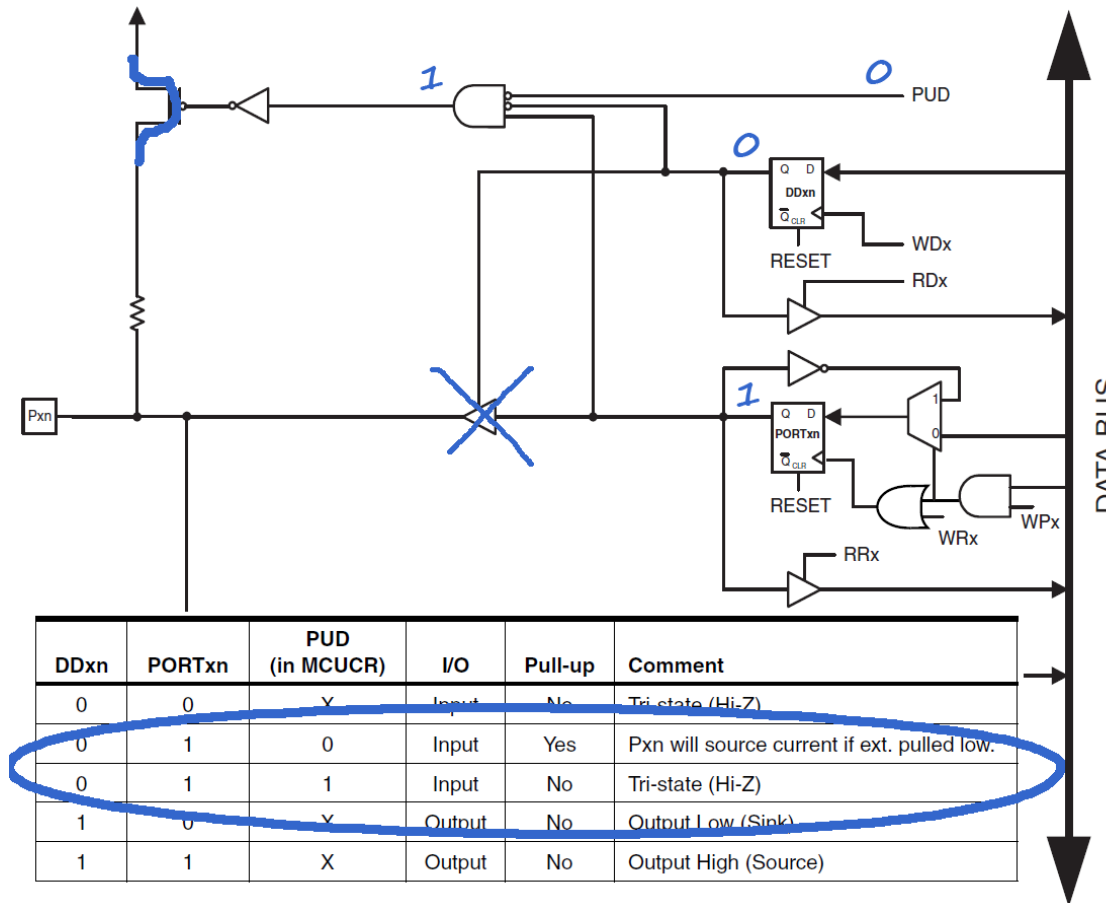 0
PUD
1
0
Q D
DDxn
Q CLR
WDx
RESET
RDx
1
1
Q D
0
Pxn
PORTxn
Q CLR
DATA BUS
RESET
WPx
WRx
RRx
DDxn PORTxn PUD (in MCUCR) I/O Pull-up Comment
0 0 X Input No Tri-state (Hi-Z)
0 1 0 Input Yes Pxn will source current if ext. pulled low.
0 1 1 Input No Tri-state (Hi-Z)
1 0 X Output No Output Low (Sink)
1 1 X Output No Output High (Source)